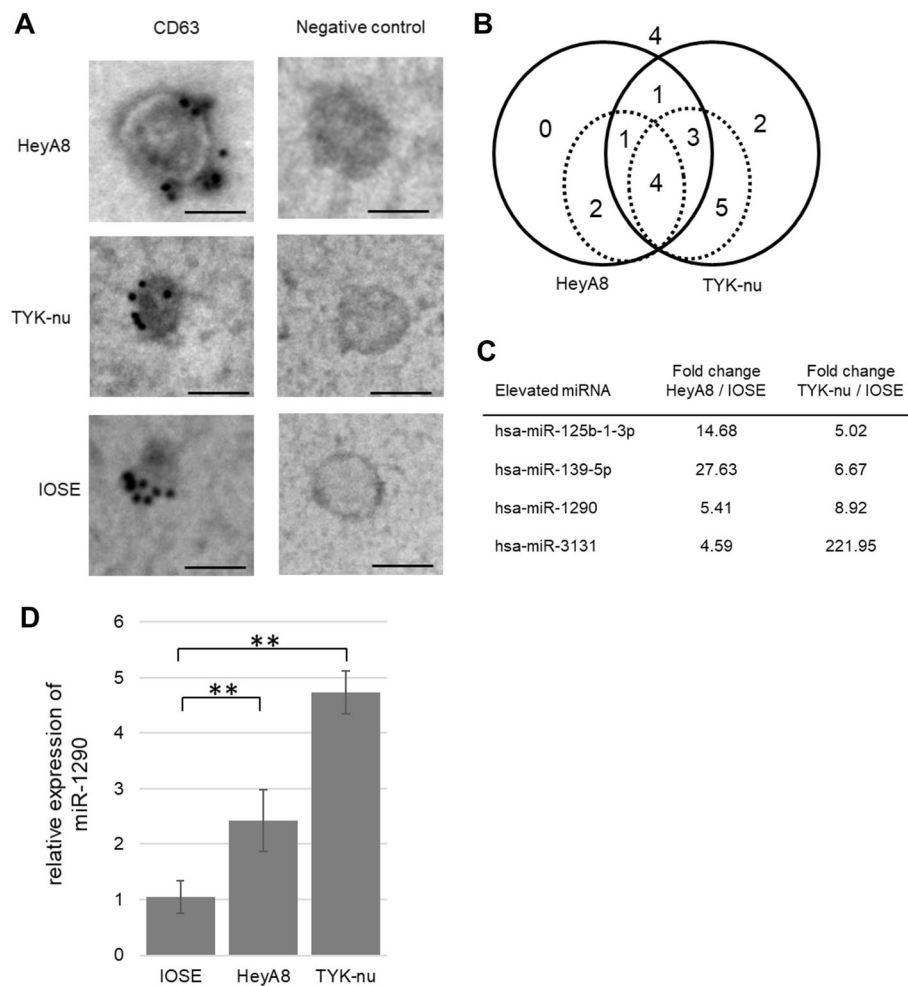 A
CD63
Negative control
HeyA8
TYK-nu
IOSE
B
4
1
0
1
3
2
4
2
5
HeyA8
TYK-nu
C
Elevated miRNA
Fold change
HeyA8 / IOSE
Fold change
TYK-nu / IOSE
hsa-miR-125b-1-3p 14.68 5.02
hsa-miR-139-5p 27.63 6.67
hsa-miR-1290 5.41 8.92
hsa-miR-3131 4.59 221.95
D
relative expression of
miR-1290
6
5
4
3
2
1
0
**
**
IOSE HeyA8 TYK-nu